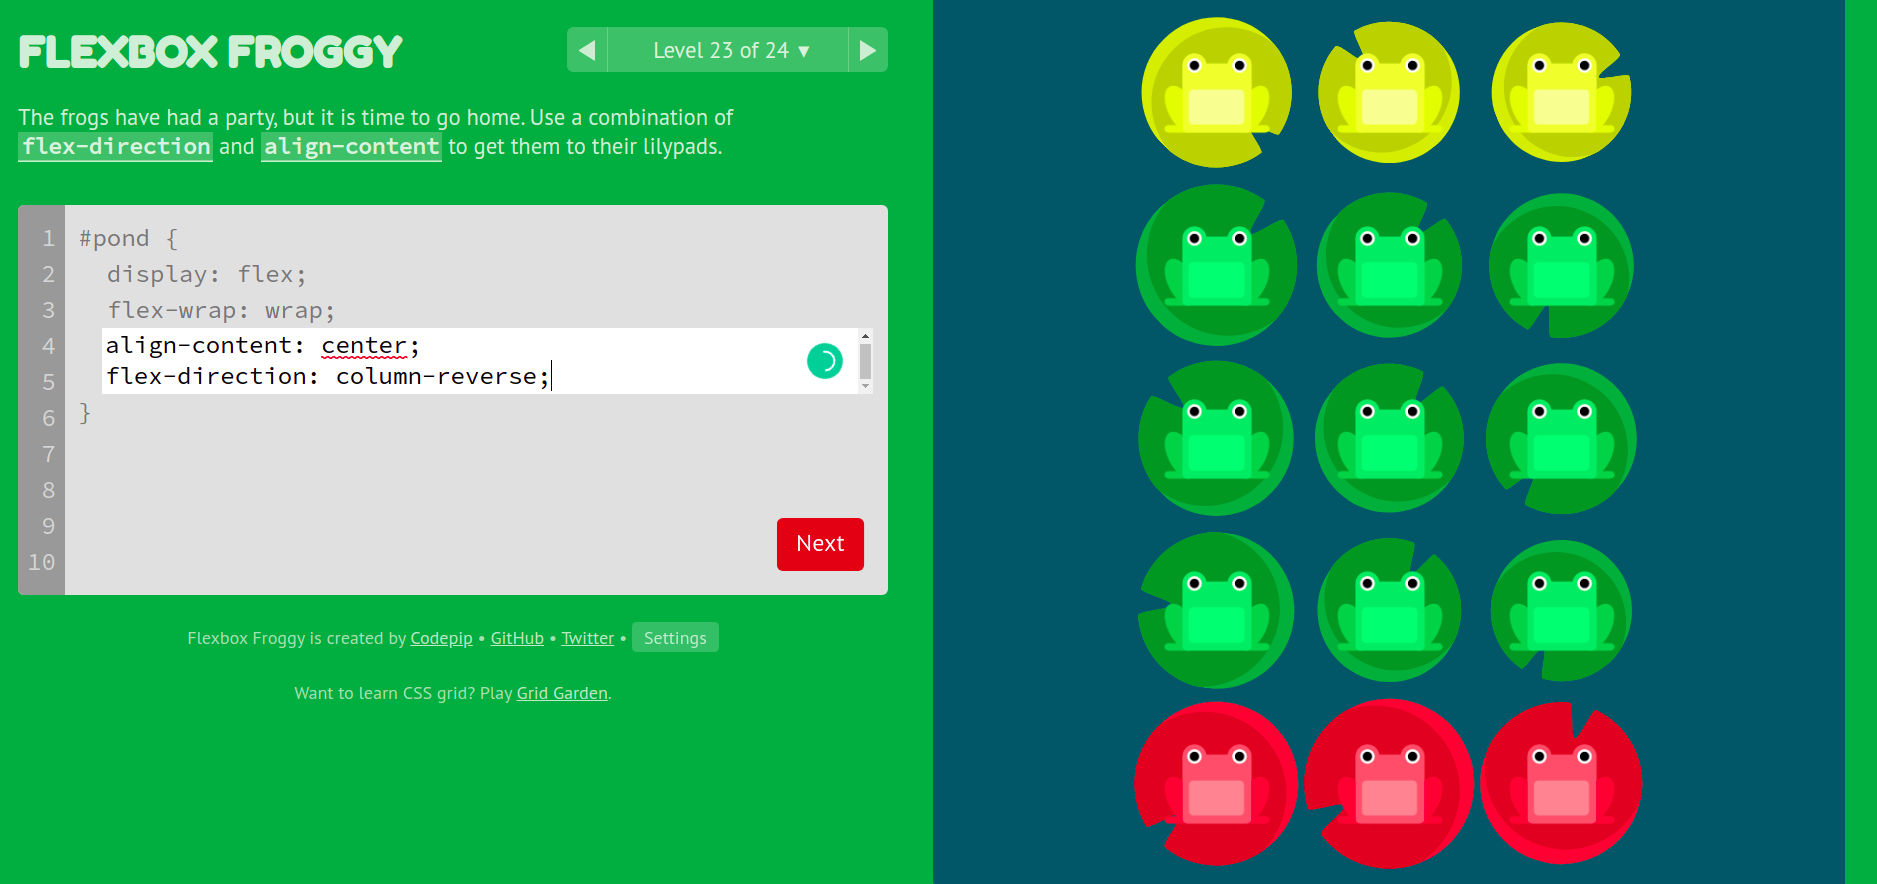 FLEXBOX FROGGY
Level 23 of 24 ▼
The frogs have had a party, but it is time to go home. Use a combination of
flex-direction and align-content to get them to their lilypads.
1 #pond {
2 display: flex;
3 flex-wrap: wrap;
4 align-content: center;
5 flex-direction: column-reverse;
6 }
7
8
9
10
Next
Flexbox Froggy is created by Codepip • GitHub • Twitter • Settings
Want to learn CSS grid? Play Grid Garden.